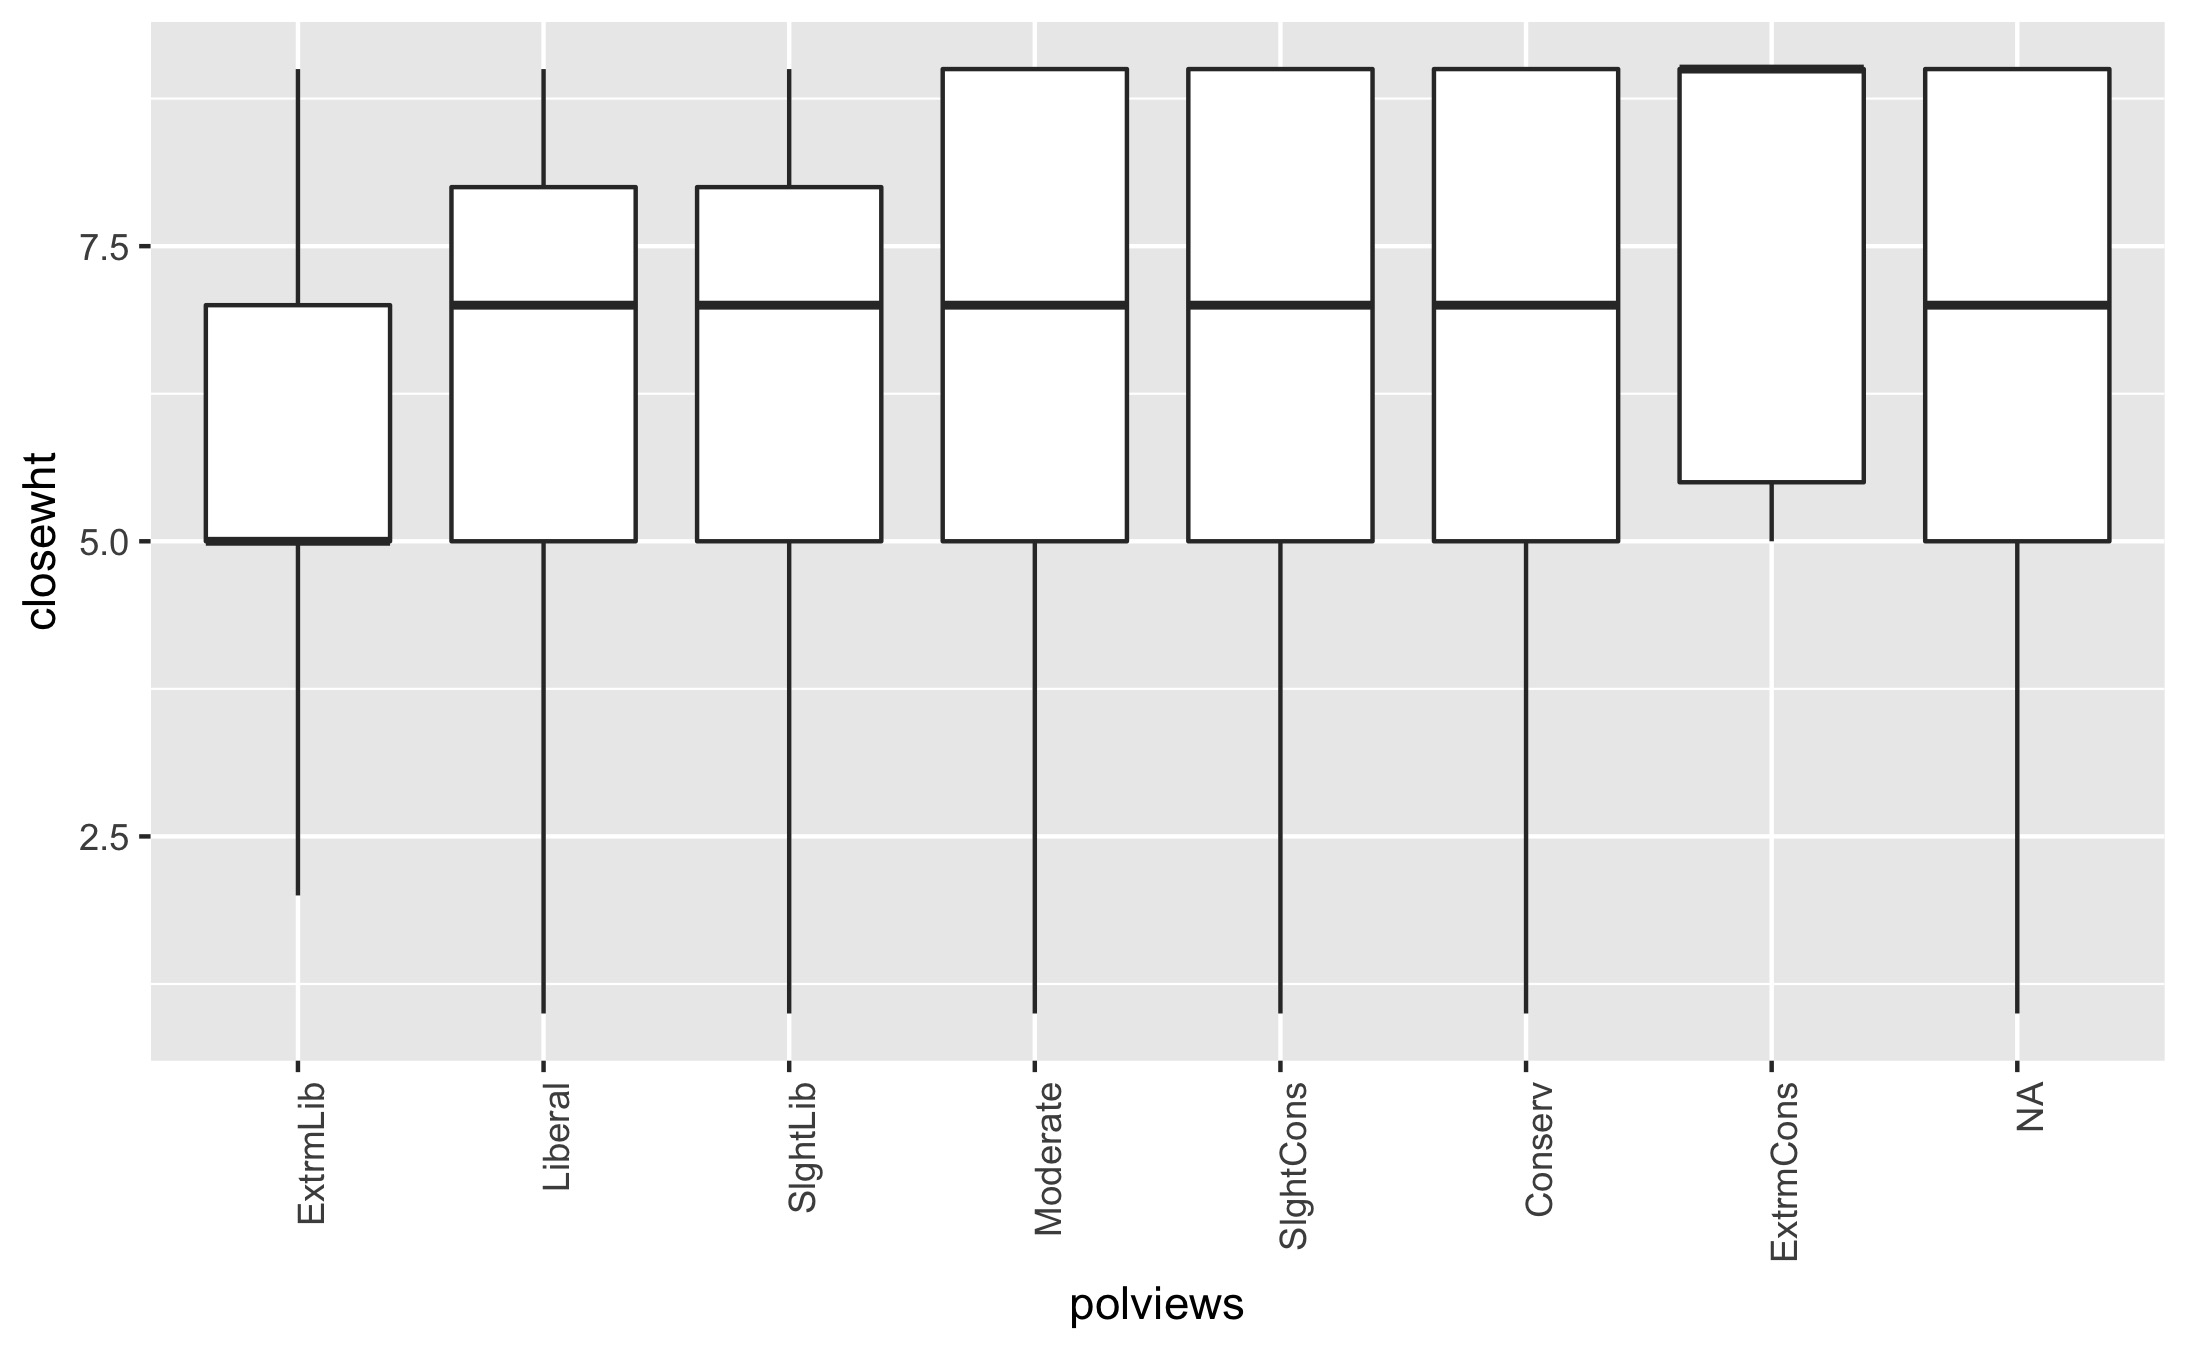 closewht
7.5
5.0
2.5
ExtrmLib
Liberal
SlghtLib
Moderate
SlghtCons
Conserv
ExtrmCons
NA
polviews